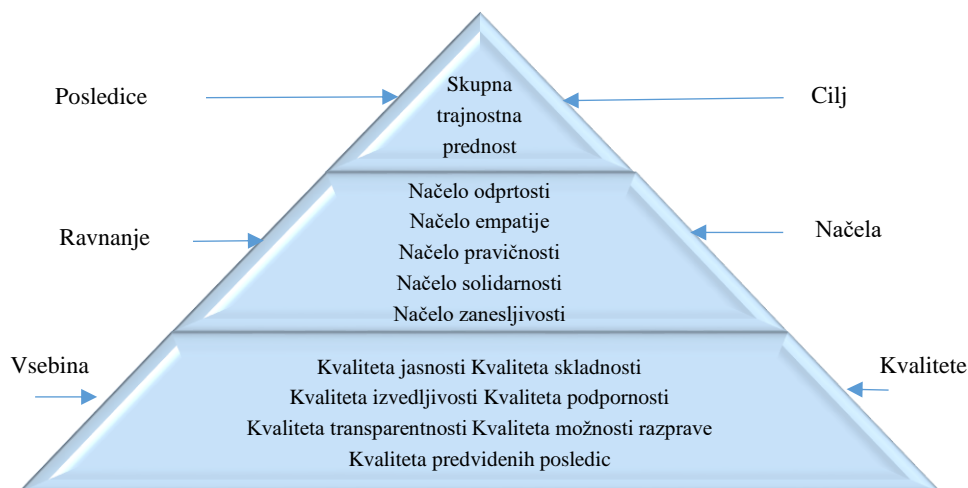 Posledice
Skupna
trajnostna
prednost
Cilj
Ravnanje
Načelo odprtosti
Načelo empatije
Načelo pravičnosti
Načelo solidarnosti
Načelo zanesljivosti
Načela
Vsebina
Kvaliteta jasnosti Kvaliteta skladnosti
Kvaliteta izvedljivosti Kvaliteta podpornosti
Kvaliteta transparentnosti Kvaliteta možnosti razprave
Kvaliteta predvidenih posledic
Kvalitete